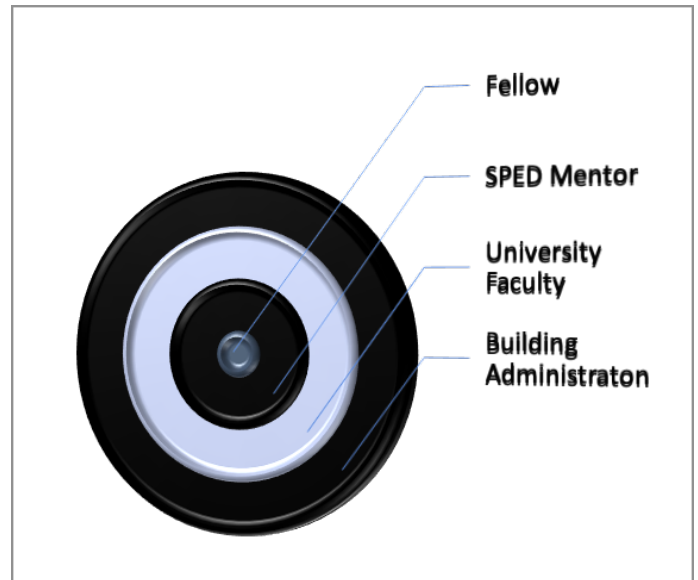 Fellow
SPED Mentor
University
Faculty
Building
Administraton